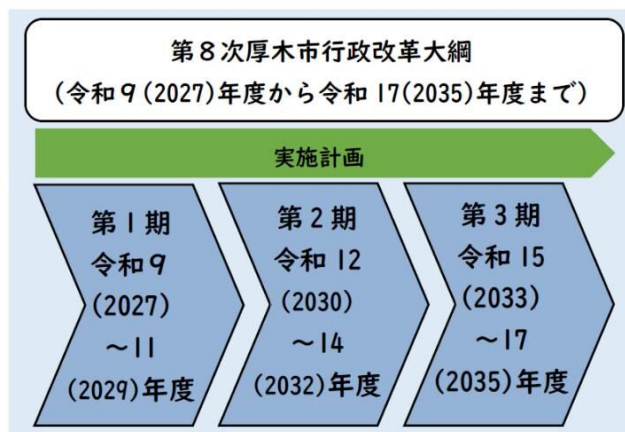 第８次厚木市行政改革大綱
(令和９(2027)年度から令和17(2035)年度まで)
実施計画
第１期
令和９
(2027)
～11
(2029)年度
第２期
令和12
(2030)
～14
(2032)年度
第３期
令和15
(2033)
～17
(2035)年度